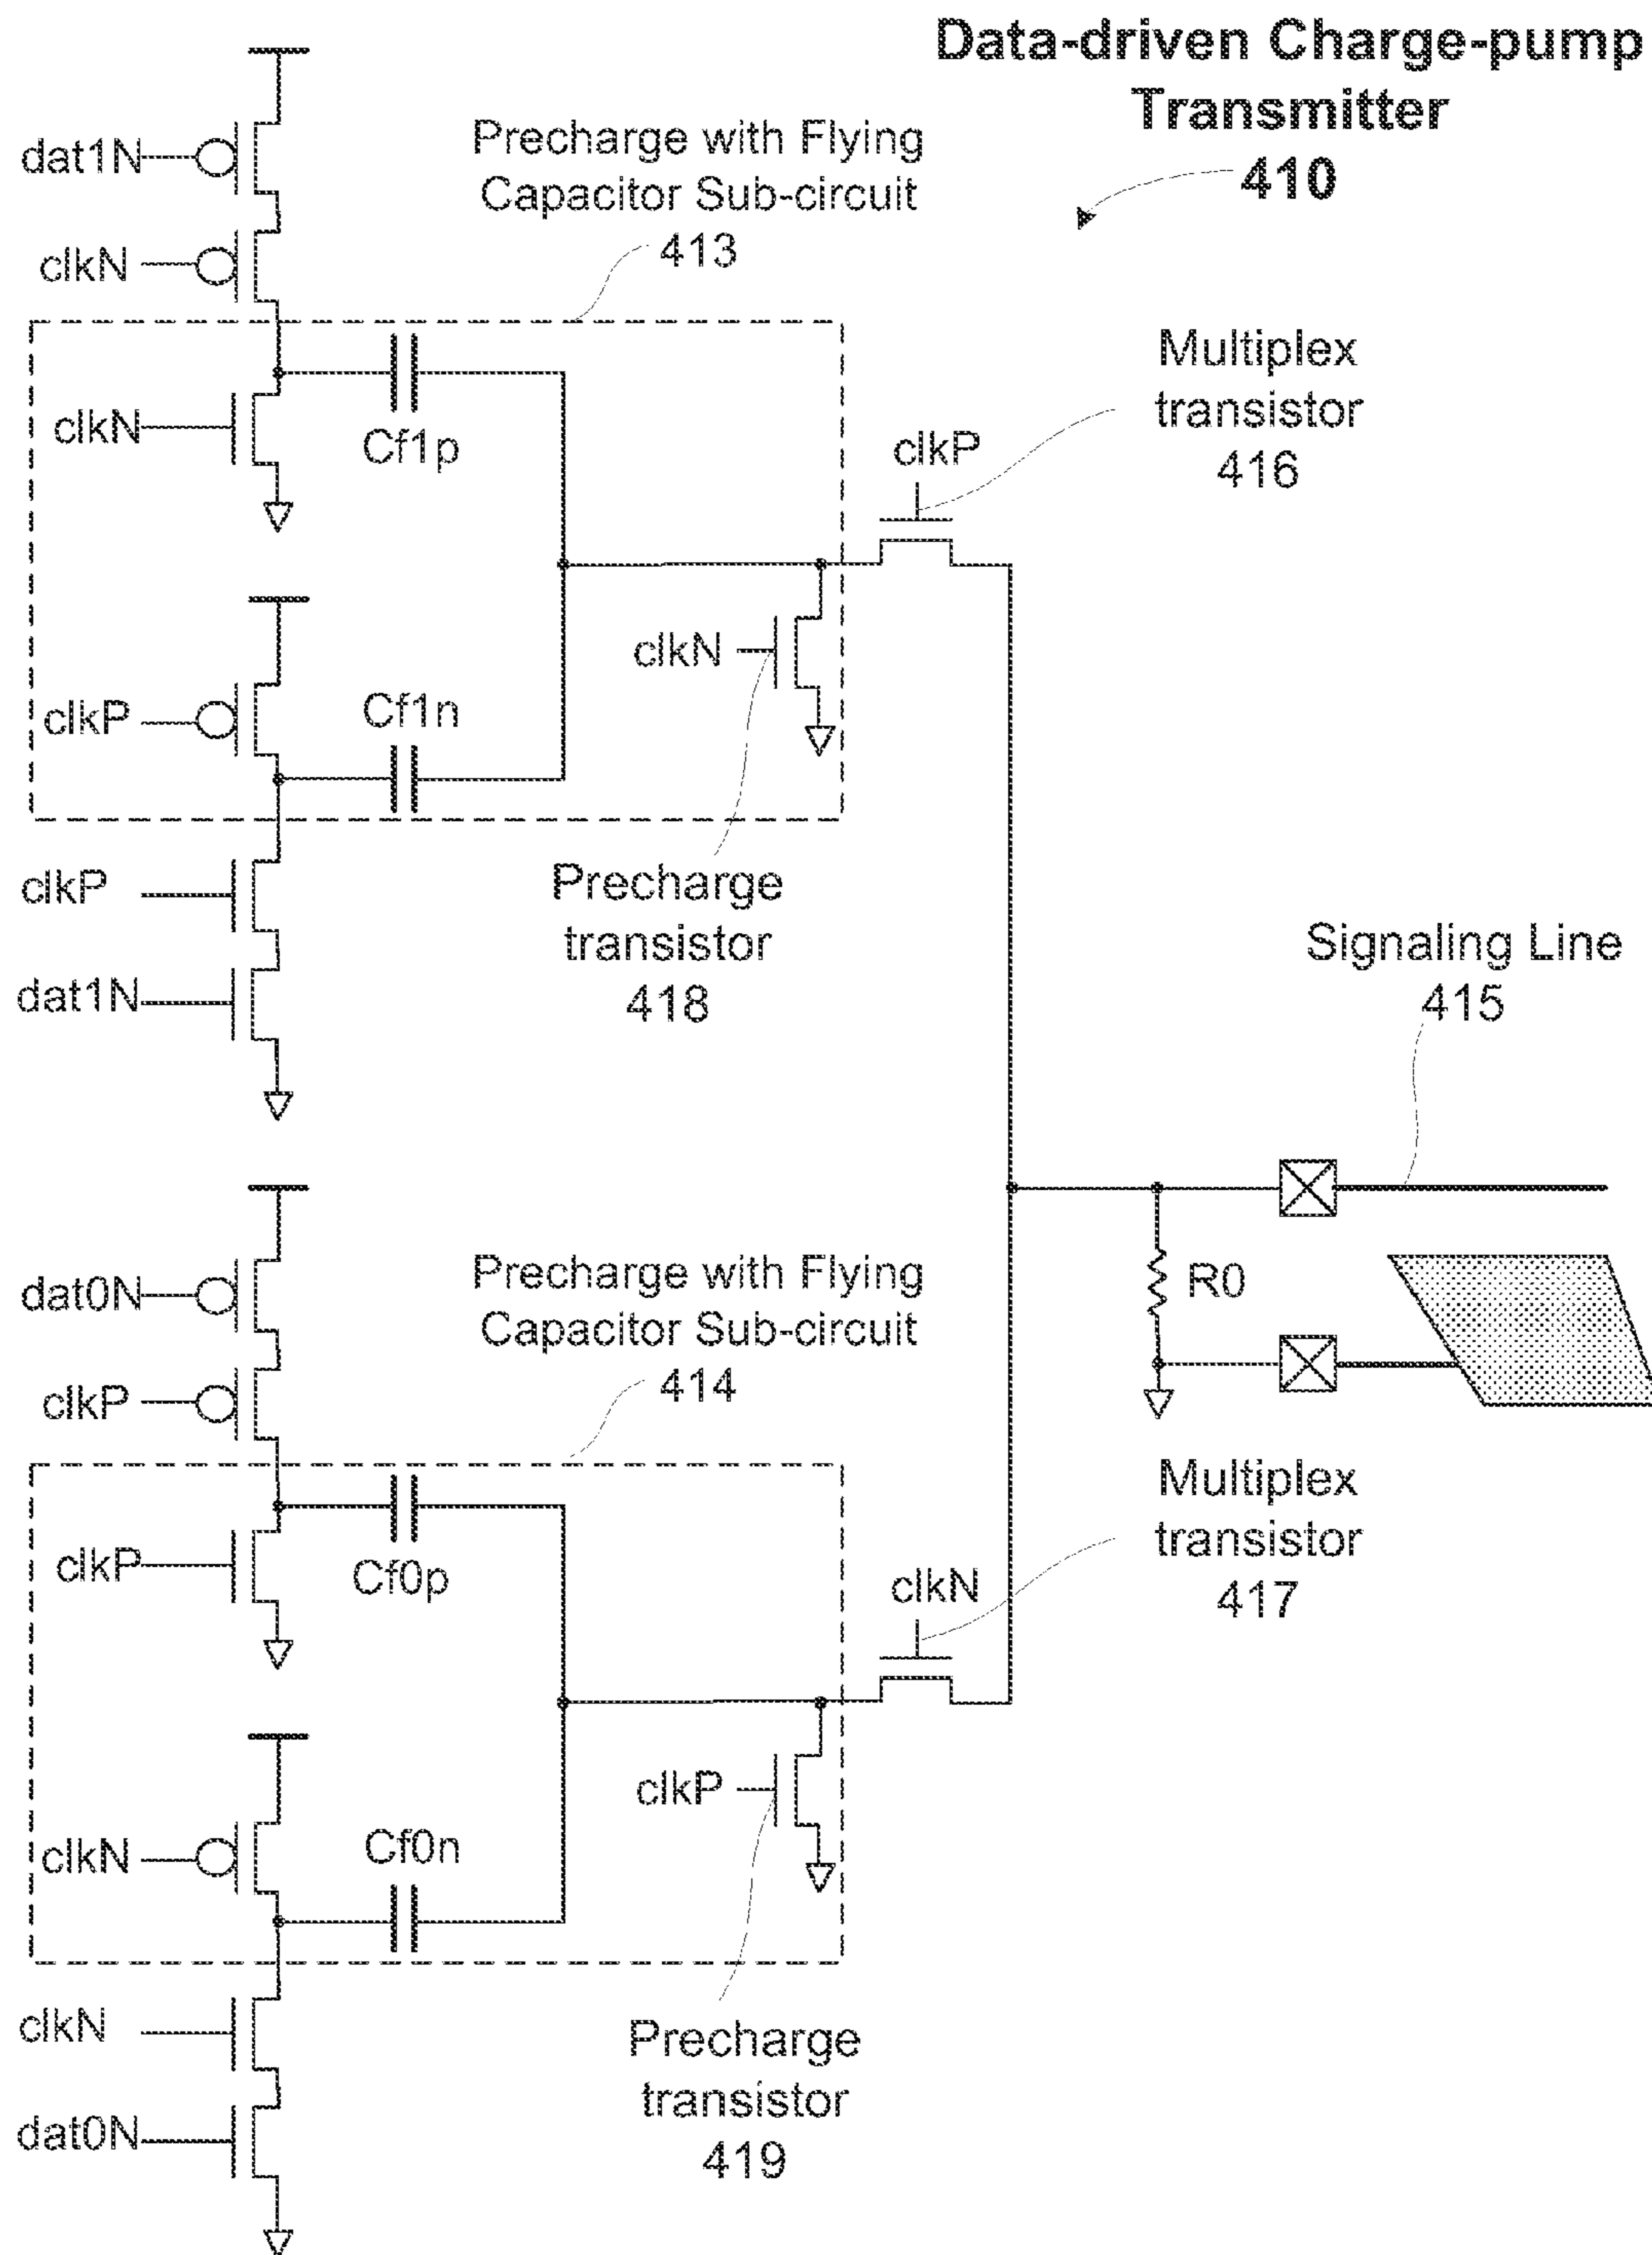 Data-driven Charge-pump
Transmitter
410
dat1N
Precharge with Flying
Capacitor Sub-circuit
413
clkN
Multiplex
transistor
416
clkN
Cf1p
clkP
clkN
clkP
Cf1n
clkP
Precharge
transistor
418
dat1N
Signaling Line
415
dat0N
Precharge with Flying
Capacitor Sub-circuit
414
R0
clkP
Multiplex
transistor
417
clkP
Cf0p
clkN
clkP
clkN
Cf0n
clkN
Precharge
transistor
419
dat0N